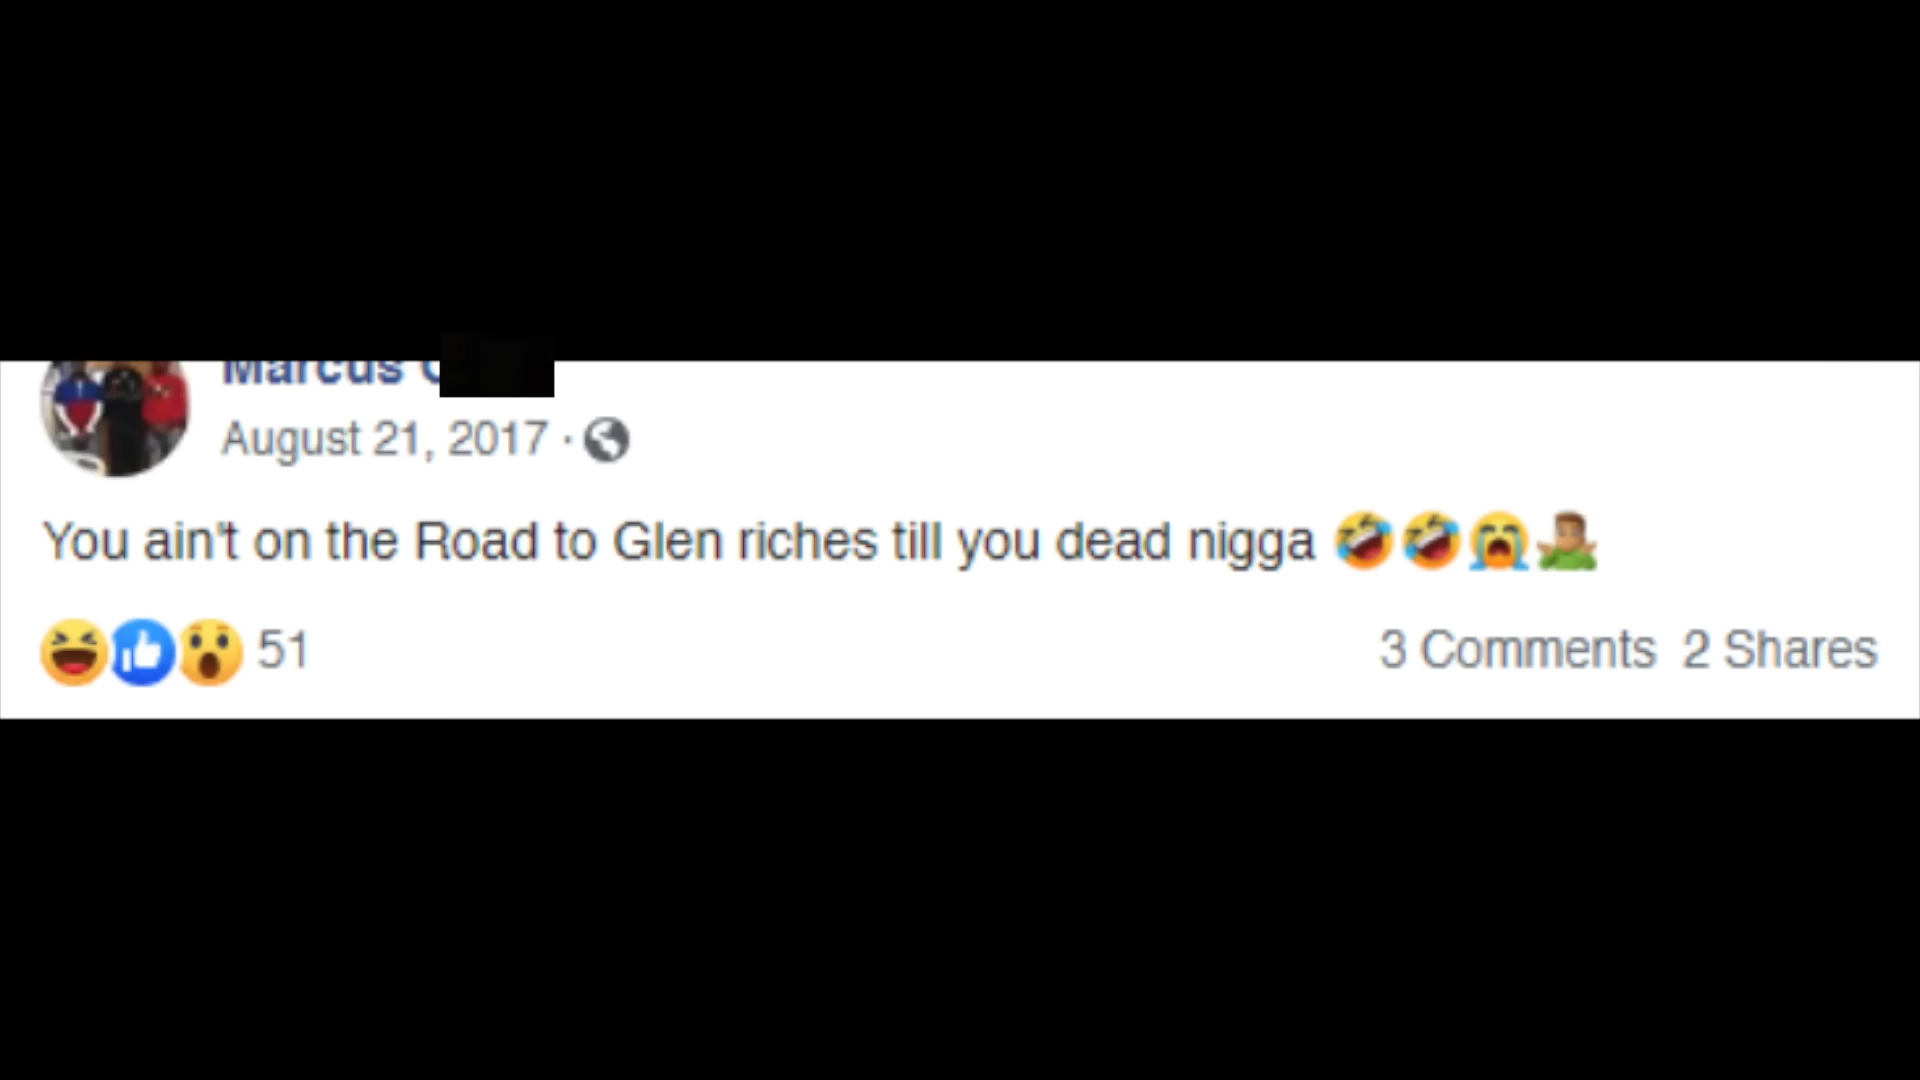 Marcus
August 21, 2017 ·
You ain't on the Road to Glen riches till you dead nigga 🤣🤣😭🤷🏽‍♂️
51
3 Comments 2 Shares